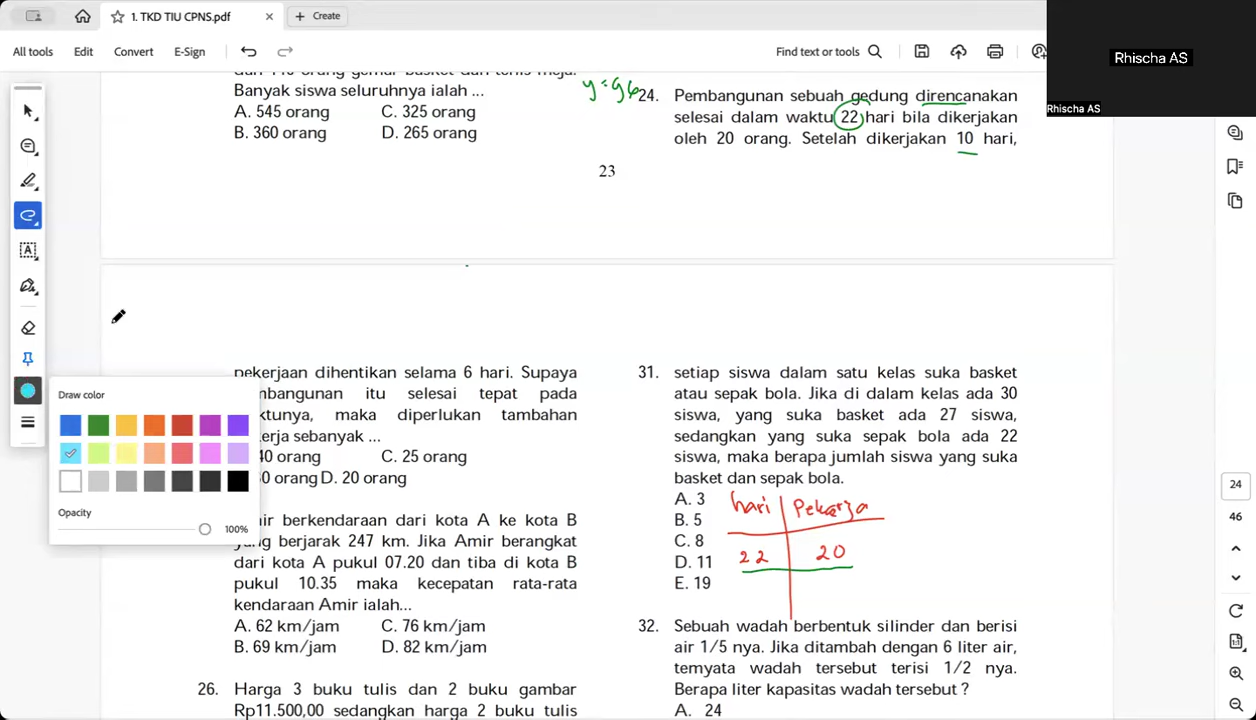 1. TKD TIU CPNS.pdf
Create
All tools
Edit
Convert
E-Sign
Find text or tools
Rhischa AS
Rhischa AS
Banyak siswa seluruhnya ialah ...
A. 545 orang C. 325 orang
B. 360 orang D. 265 orang
23
y = 96
24. Pembangunan sebuah gedung direncanakan
selesai dalam waktu 22 hari bila dikerjakan
oleh 20 orang. Setelah dikerjakan 10 hari,
Draw color
Opacity
100%
pekerjaan dihentikan selama 6 hari. Supaya
mbangunan itu selesai tepat pada
ktunya, maka diperlukan tambahan
erja sebanyak ...
40 orang C. 25 orang
0 orang D. 20 orang
ir berkendaraan dari kota A ke kota B
ng berjarak 247 km. Jika Amir berangkat
dari kota A pukul 07.20 dan tiba di kota B
pukul 10.35 maka kecepatan rata-rata
kendaraan Amir ialah...
A. 62 km/jam C. 76 km/jam
B. 69 km/jam D. 82 km/jam
26. Harga 3 buku tulis dan 2 buku gambar
Rp11.500,00 sedangkan harga 2 buku tulis
31. setiap siswa dalam satu kelas suka basket
atau sepak bola. Jika di dalam kelas ada 30
siswa, yang suka basket ada 27 siswa,
sedangkan yang suka sepak bola ada 22
siswa, maka berapa jumlah siswa yang suka
basket dan sepak bola.
A. 3
B. 5
C. 8
D. 11
E. 19
hari Pekerja
22 20
32. Sebuah wadah berbentuk silinder dan berisi
air 1/5 nya. Jika ditambah dengan 6 liter air,
temyata wadah tersebut terisi 1/2 nya.
Berapa liter kapasitas wadah tersebut ?
A. 24
24
46